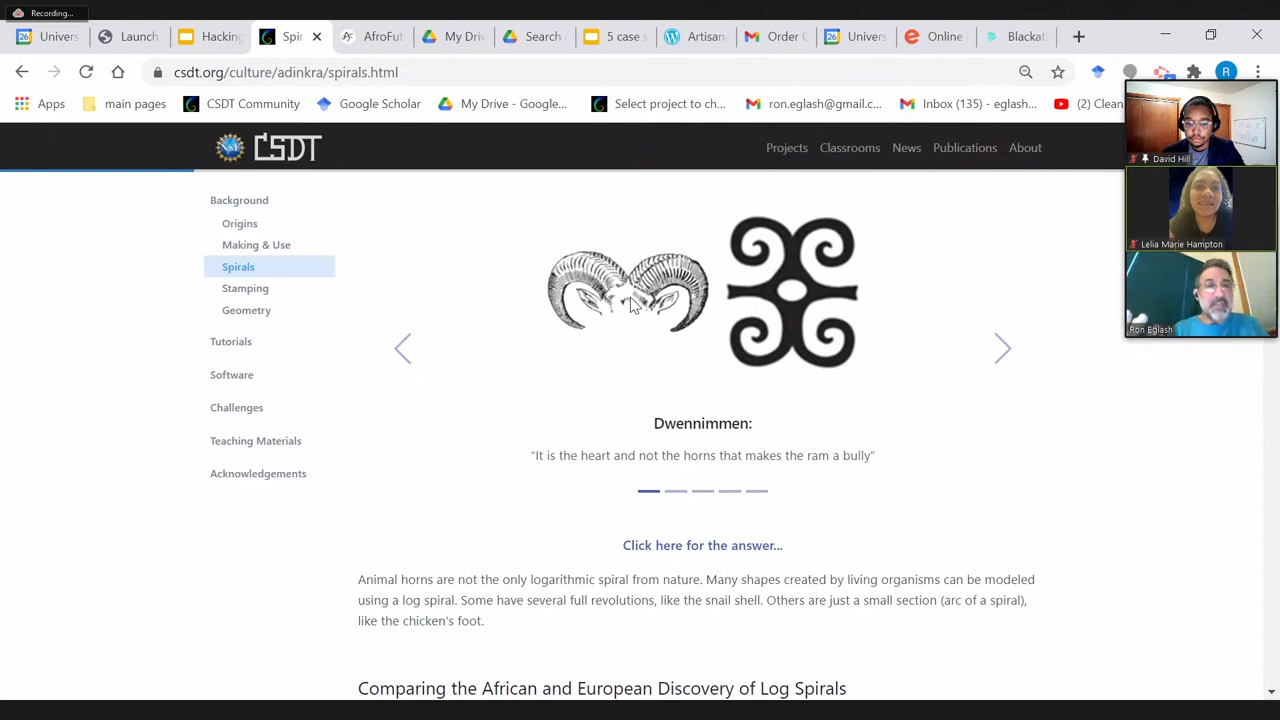 Recording...
Univers
Launch
Hacking
Spir
AfroFut
My Driv
Search
5 case s
Artisane
Order C
Univers
Online
Blackat
csdt.org/culture/adinkra/spirals.html
R
Apps
main pages
CSDT Community
Google Scholar
My Drive - Google...
Select project to ch...
ron.eglash@gmail.c...
Inbox (135) - eglash...
(2) Clean
CSDT
Projects
Classrooms
News
Publications
About
David Hill
Lelia Marie Hampton
Ron Eglash
Background
Origins
Making & Use
Spirals
Stamping
Geometry
Tutorials
Software
Challenges
Teaching Materials
Acknowledgements
Dwennimmen:
“It is the heart and not the horns that makes the ram a bully”
Click here for the answer...
Animal horns are not the only logarithmic spiral from nature. Many shapes created by living organisms can be modeled
using a log spiral. Some have several full revolutions, like the snail shell. Others are just a small section (arc of a spiral),
like the chicken's foot.
Comparing the African and European Discovery of Log Spirals